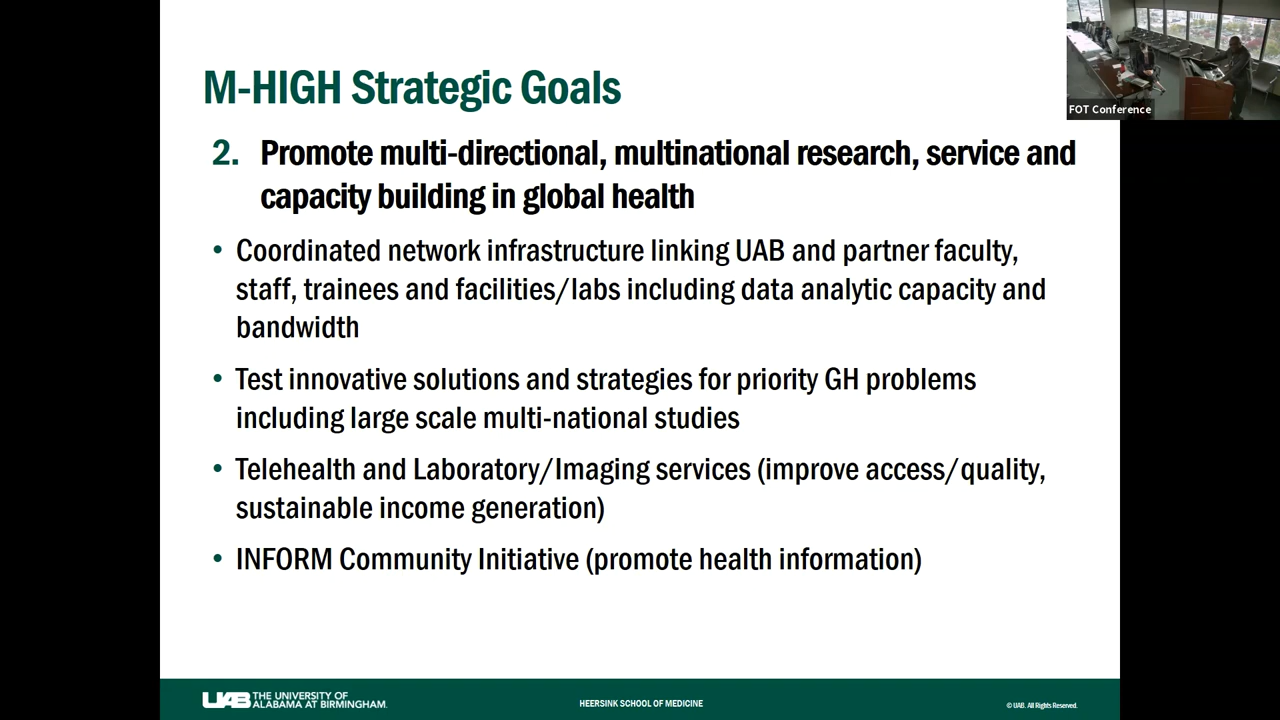 M-HIGH Strategic Goals
FOT Conference
2. Promote multi-directional, multinational research, service and
capacity building in global health
• Coordinated network infrastructure linking UAB and partner faculty,
staff, trainees and facilities/labs including data analytic capacity and
bandwidth
• Test innovative solutions and strategies for priority GH problems
including large scale multi-national studies
• Telehealth and Laboratory/Imaging services (improve access/quality,
sustainable income generation)
• INFORM Community Initiative (promote health information)
UAB THE UNIVERSITY OF
ALABAMA AT BIRMINGHAM.
HEERSINK SCHOOL OF MEDICINE
© UAB. All Rights Reserved.